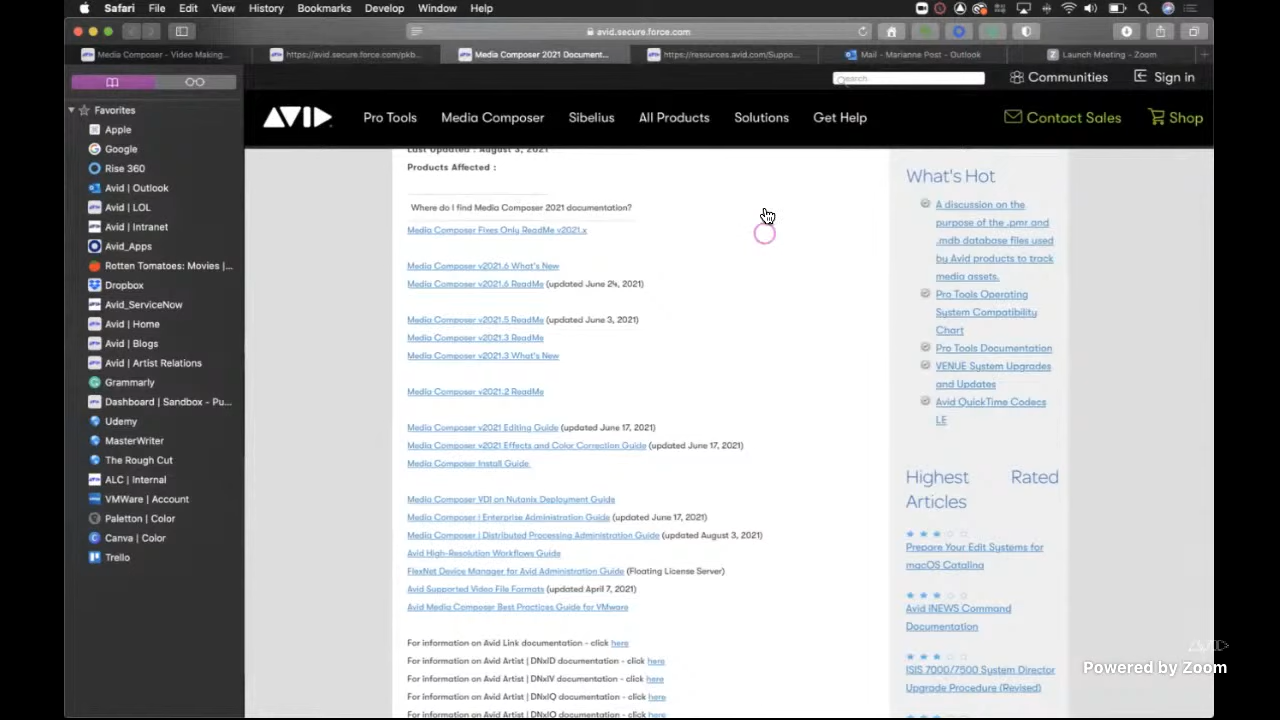 Safari File Edit View History Bookmarks Develop Window Help
avid.secure.force.com
Media Composer - Video Making...
https://avid.secure.force.com/pkb...
Media Composer 2021 Document...
https://resources.avid.com/Suppo...
Mail - Marianne Post - Outlook
Launch Meeting - Zoom
Search
Communities
Sign in
AVID
Pro Tools
Media Composer
Sibelius
All Products
Solutions
Get Help
Contact Sales
Shop
Favorites
Apple
Google
Rise 360
Avid | Outlook
Avid | LOL
Avid | Intranet
Avid_Apps
Rotten Tomatoes: Movies |...
Dropbox
Avid_ServiceNow
Avid | Home
Avid | Blogs
Avid | Artist Relations
Grammarly
Dashboard | Sandbox - Pu...
Udemy
MasterWriter
The Rough Cut
ALC | Internal
VMWare | Account
Paletton | Color
Canva | Color
Trello
Last Updated : August 3, 2021
Products Affected :
Where do I find Media Composer 2021 documentation?
Media Composer Fixes Only ReadMe v2021.x
Media Composer v2021.6 What's New
Media Composer v2021.6 ReadMe (updated June 24, 2021)
Media Composer v2021.5 ReadMe (updated June 3, 2021)
Media Composer v2021.3 ReadMe
Media Composer v2021.3 What's New
Media Composer v2021.2 ReadMe
Media Composer v2021 Editing Guide (updated June 17, 2021)
Media Composer v2021 Effects and Color Correction Guide (updated June 17, 2021)
Media Composer Install Guide
Media Composer VDI on Nutanix Deployment Guide
Media Composer | Enterprise Administration Guide (updated June 17, 2021)
Media Composer | Distributed Processing Administration Guide (updated August 3, 2021)
Avid High-Resolution Workflows Guide
FlexNet Device Manager for Avid Administration Guide (Floating License Server)
Avid Supported Video File Formats (updated April 7, 2021)
Avid Media Composer Best Practices Guide for VMware
For information on Avid Link documentation - click here
For information on Avid Artist | DNxID documentation - click here
For information on Avid Artist | DNxIV documentation - click here
For information on Avid Artist | DNxIQ documentation - click here
For information on Avid Artist | DNxIO documentation - click here
What's Hot
A discussion on the
purpose of the .pmr and
.mdb database files used
by Avid products to track
media assets.
Pro Tools Operating
System Compatibility
Chart
Pro Tools Documentation
VENUE System Upgrades
and Updates
Avid QuickTime Codecs
LE
Highest Rated
Articles
Prepare Your Edit Systems for
macOS Catalina
Avid iNEWS Command
Documentation
ISIS 7000/7500 System Director
Upgrade Procedure (Revised)
AVID
Powered by Zoom